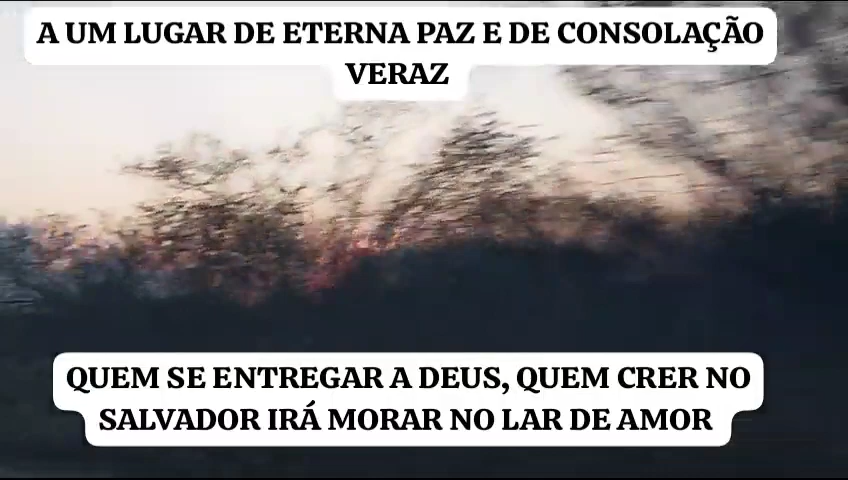 A UM LUGAR DE ETERNA PAZ E DE CONSOLAÇÃO
VERAZ
QUEM SE ENTREGAR A DEUS, QUEM CRER NO
SALVADOR IRÁ MORAR NO LAR DE AMOR